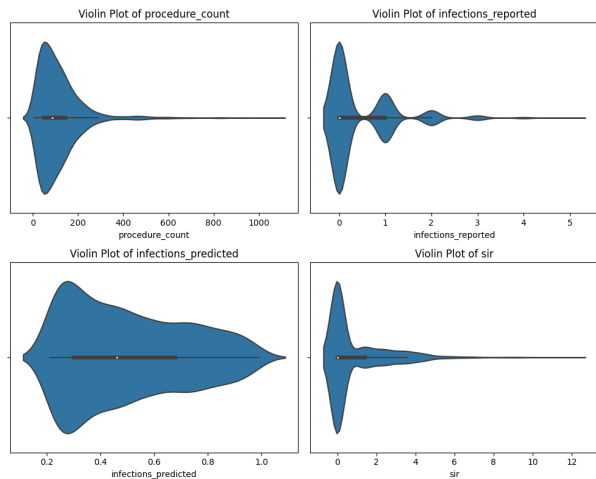 Violin Plot of procedure_count
0 200 400 600 800 1000
procedure_count
Violin Plot of infections_reported
0 1 2 3 4 5
infections_reported
Violin Plot of infections_predicted
0.2 0.4 0.6 0.8 1.0
infections_predicted
Violin Plot of sir
0 2 4 6 8 10 12
sir